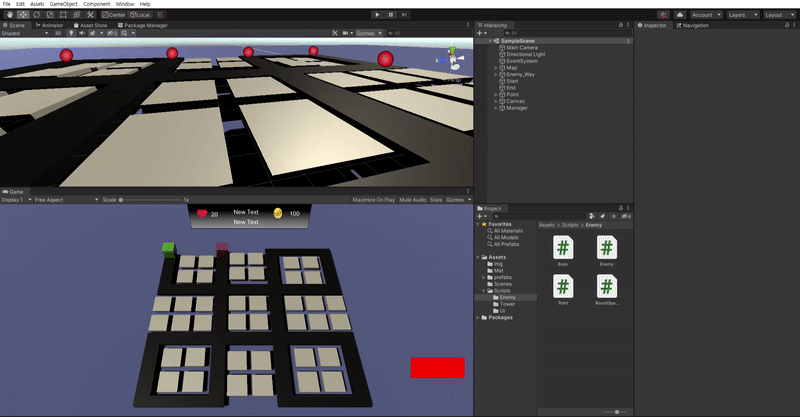 File Edit Assets GameObject Component Window Help
Center Local
Account Layers Layout
Scene Animator Asset Store Package Manager
Shaded 2D Gizmos All
Hierarchy
All
SampleScene
Main Camera
Directional Light
EventSystem
Map
Enemy_Way
Start
End
Point
Canvas
Manager
Inspector Navigation
Game
Display 1 Free Aspect Scale 1x Maximize On Play Mute Audio Stats Gizmos
20 New Text 100
New Text
Project
Favorites
All Materials
All Models
All Prefabs
Assets
Img
Mat
prefabs
Scenes
Scripts
Enemy
Tower
UI
Packages
Assets > Scripts > Enemy
Boss Enemy
Point RoundSpa...